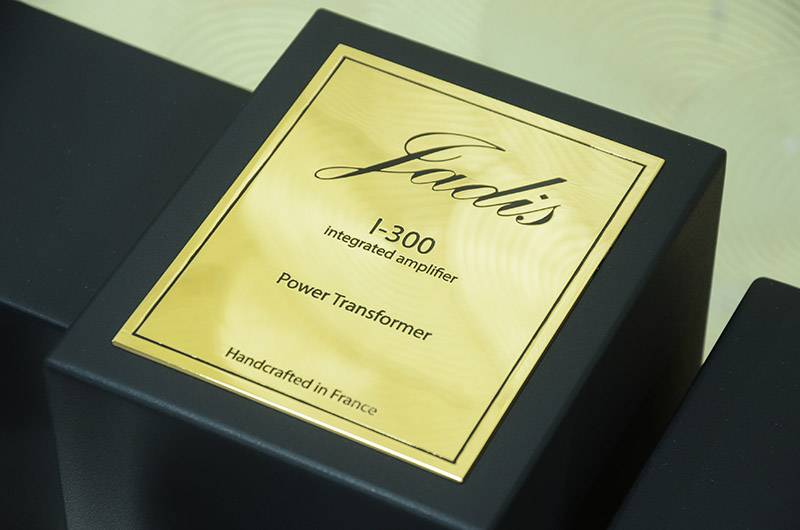 Jadis
I-300
integrated amplifier
Power Transformer
Handcrafted in France